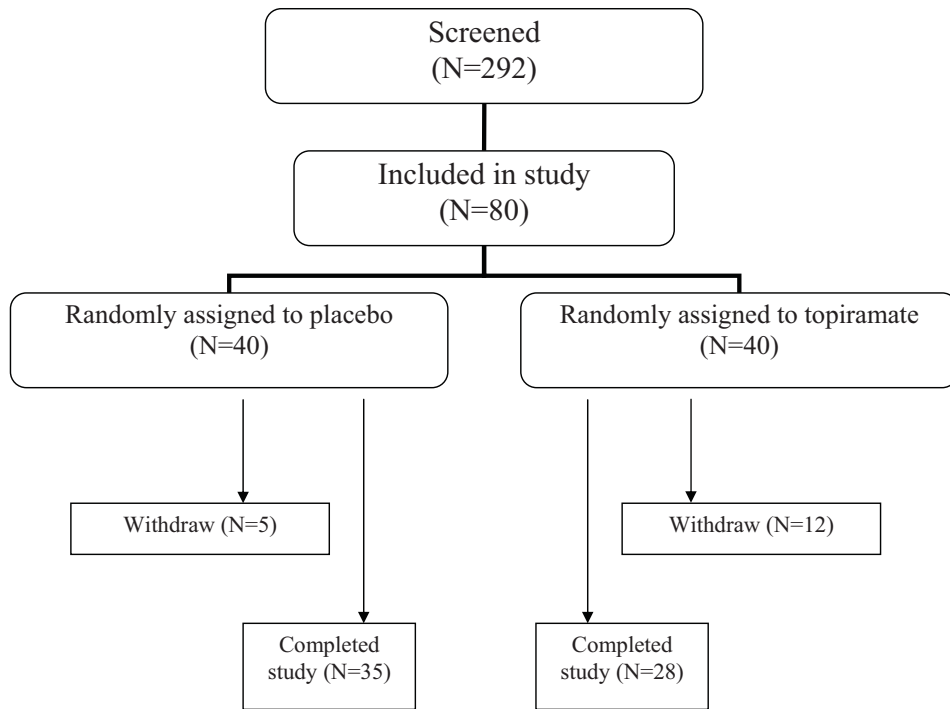 Screened
(N=292)
Included in study
(N=80)
Randomly assigned to placebo
(N=40)
Randomly assigned to topiramate
(N=40)
Withdraw (N=5)
Withdraw (N=12)
Completed
study (N=35)
Completed
study (N=28)